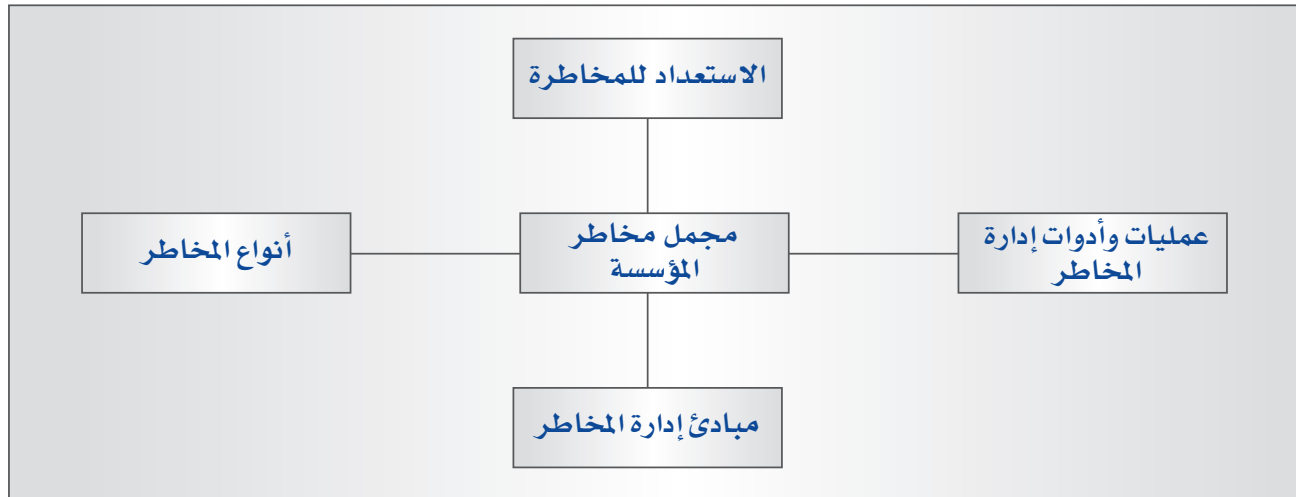 الاستعداد للمخاطرة
عمليات وأدوات إدارة
المخاطر
مجمل مخاطر
المؤسسة
أنواع المخاطر
مبادئ إدارة المخاطر